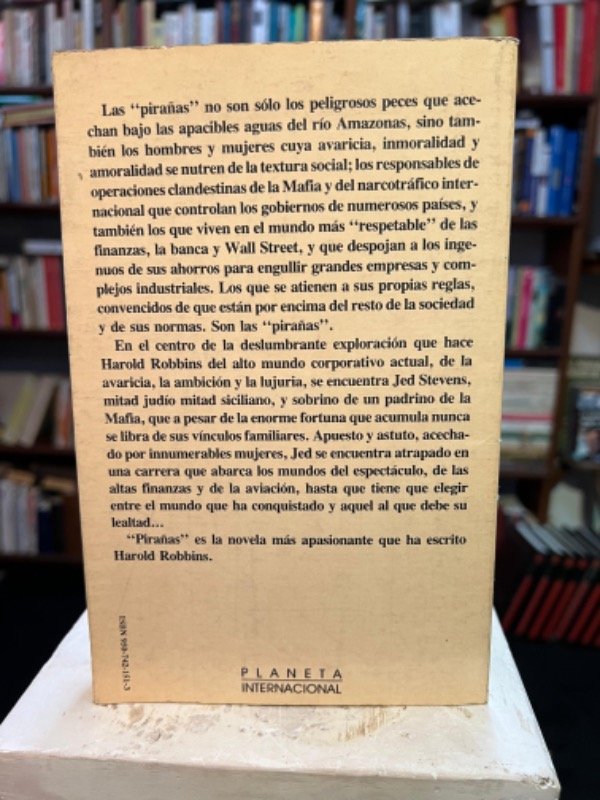 Las “pirañas” no son sólo los peligrosos peces que ace-
chan bajo las apacibles aguas del río Amazonas, sino tam-
bién los hombres y mujeres cuya avaricia, inmoralidad y
amoralidad se nutren de la textura social; los responsables de
operaciones clandestinas de la Mafia y del narcotráfico inter-
nacional que controlan los gobiernos de numerosos países, y
también los que viven en el mundo más “respetable” de las
finanzas, la banca y Wall Street, y que despojan a los inge-
nuos de sus ahorros para engullir grandes empresas y com-
plejos industriales. Los que se atienen a sus propias reglas,
convencidos de que están por encima del resto de la sociedad
y de sus normas. Son las “pirañas”.
En el centro de la deslumbrante exploración que hace
Harold Robbins del alto mundo corporativo actual, de la
avaricia, la ambición y la lujuria, se encuentra Jed Stevens,
mitad judío mitad siciliano, y sobrino de un padrino de la
Mafia, que a pesar de la enorme fortuna que acumula nunca
se libra de sus vínculos familiares. Apuesto y astuto, acecha-
do por innumerables mujeres, Jed se encuentra atrapado en
una carrera que abarca los mundos del espectáculo, de las
altas finanzas y de la aviación, hasta que tiene que elegir
entre el mundo que ha conquistado y aquel al que debe su
lealtad...
“Pirañas” es la novela más apasionante que ha escrito
Harold Robbins.
ISBN 950-742-151-3
PLANETA
INTERNACIONAL